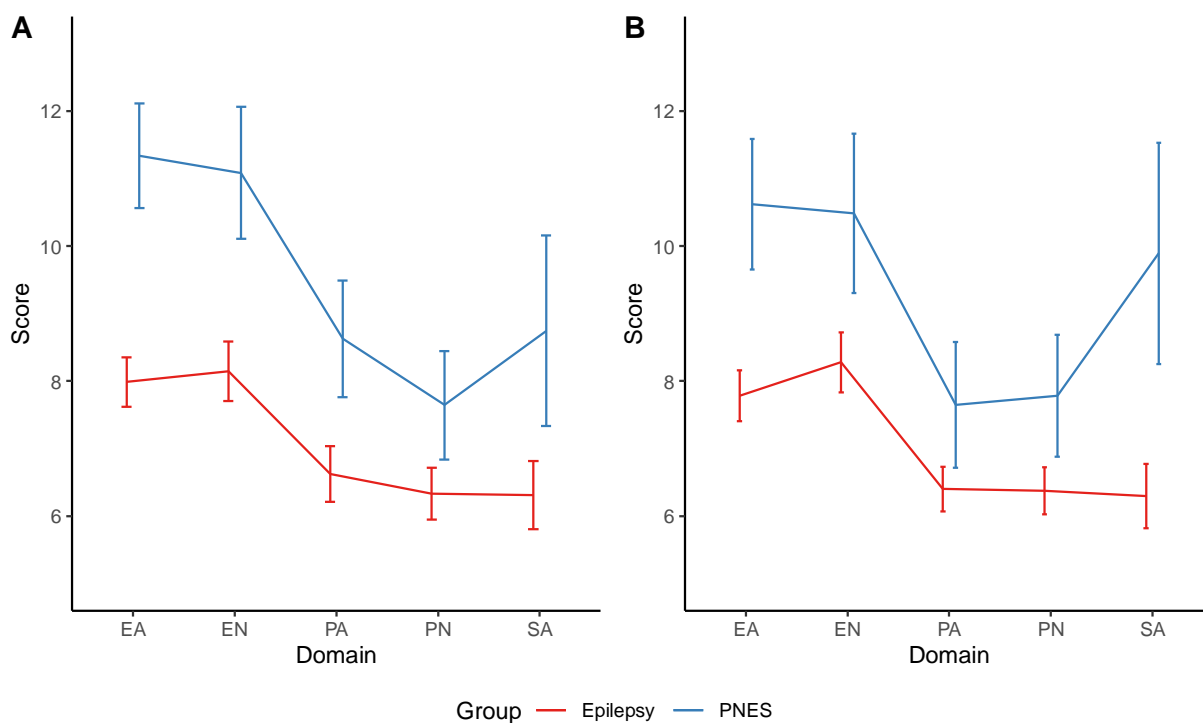 A
12
10
8
6
Score
EA EN PA PN SA
Domain
B
12
10
8
6
Score
EA EN PA PN SA
Domain
Group Epilepsy PNES